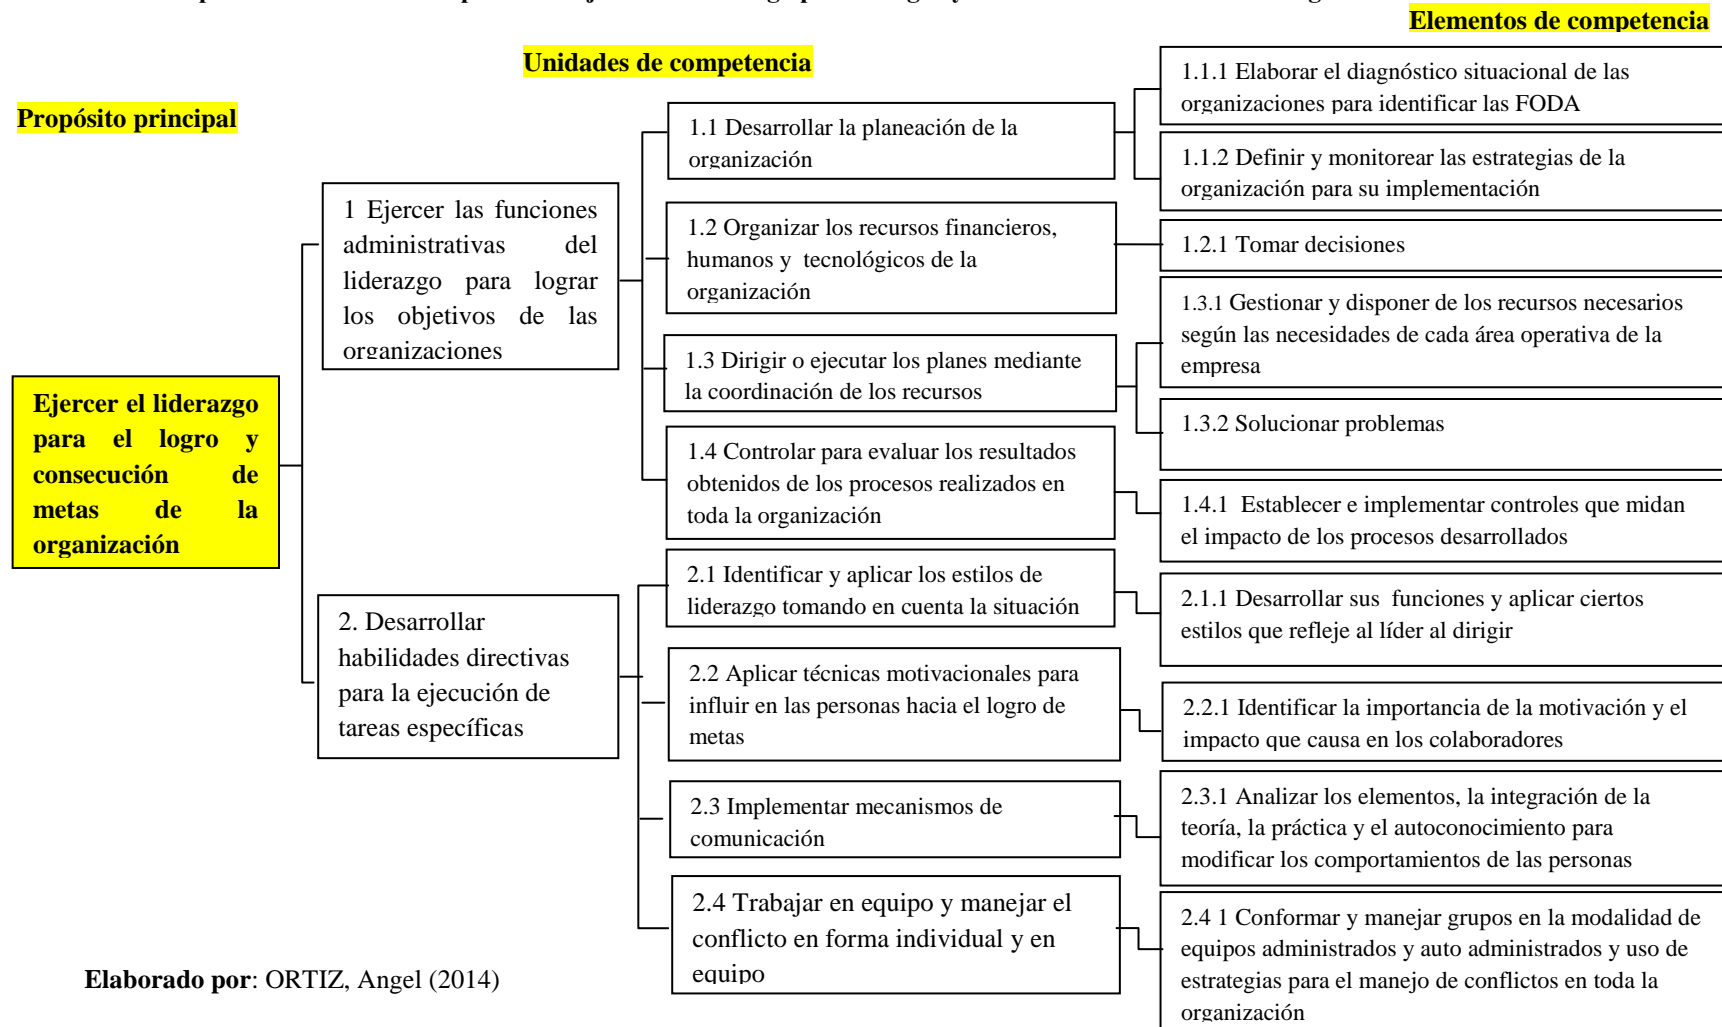 Elementos de competencia
Unidades de competencia
Propósito principal
Ejercer el liderazgo
para el logro y
consecución de
metas de la
organización
1 Ejercer las funciones
administrativas del
liderazgo para lograr
los objetivos de las
organizaciones
2. Desarrollar
habilidades directivas
para la ejecución de
tareas específicas
1.1 Desarrollar la planeación de la
organización
1.2 Organizar los recursos financieros,
humanos y tecnológicos de la
organización
1.3 Dirigir o ejecutar los planes mediante
la coordinación de los recursos
1.4 Controlar para evaluar los resultados
obtenidos de los procesos realizados en
toda la organización
2.1 Identificar y aplicar los estilos de
liderazgo tomando en cuenta la situación
2.2 Aplicar técnicas motivacionales para
influir en las personas hacia el logro de
metas
2.3 Implementar mecanismos de
comunicación
2.4 Trabajar en equipo y manejar el
conflicto en forma individual y en
equipo
1.1.1 Elaborar el diagnóstico situacional de las
organizaciones para identificar las FODA
1.1.2 Definir y monitorear las estrategias de la
organización para su implementación
1.2.1 Tomar decisiones
1.3.1 Gestionar y disponer de los recursos necesarios
según las necesidades de cada área operativa de la
empresa
1.3.2 Solucionar problemas
1.4.1 Establecer e implementar controles que midan
el impacto de los procesos desarrollados
2.1.1 Desarrollar sus funciones y aplicar ciertos
estilos que refleje al líder al dirigir
2.2.1 Identificar la importancia de la motivación y el
impacto que causa en los colaboradores
2.3.1 Analizar los elementos, la integración de la
teoría, la práctica y el autoconocimiento para
modificar los comportamientos de las personas
2.4 1 Conformar y manejar grupos en la modalidad de
equipos administrados y auto administrados y uso de
estrategias para el manejo de conflictos en toda la
organización
Elaborado por: ORTIZ, Angel (2014)